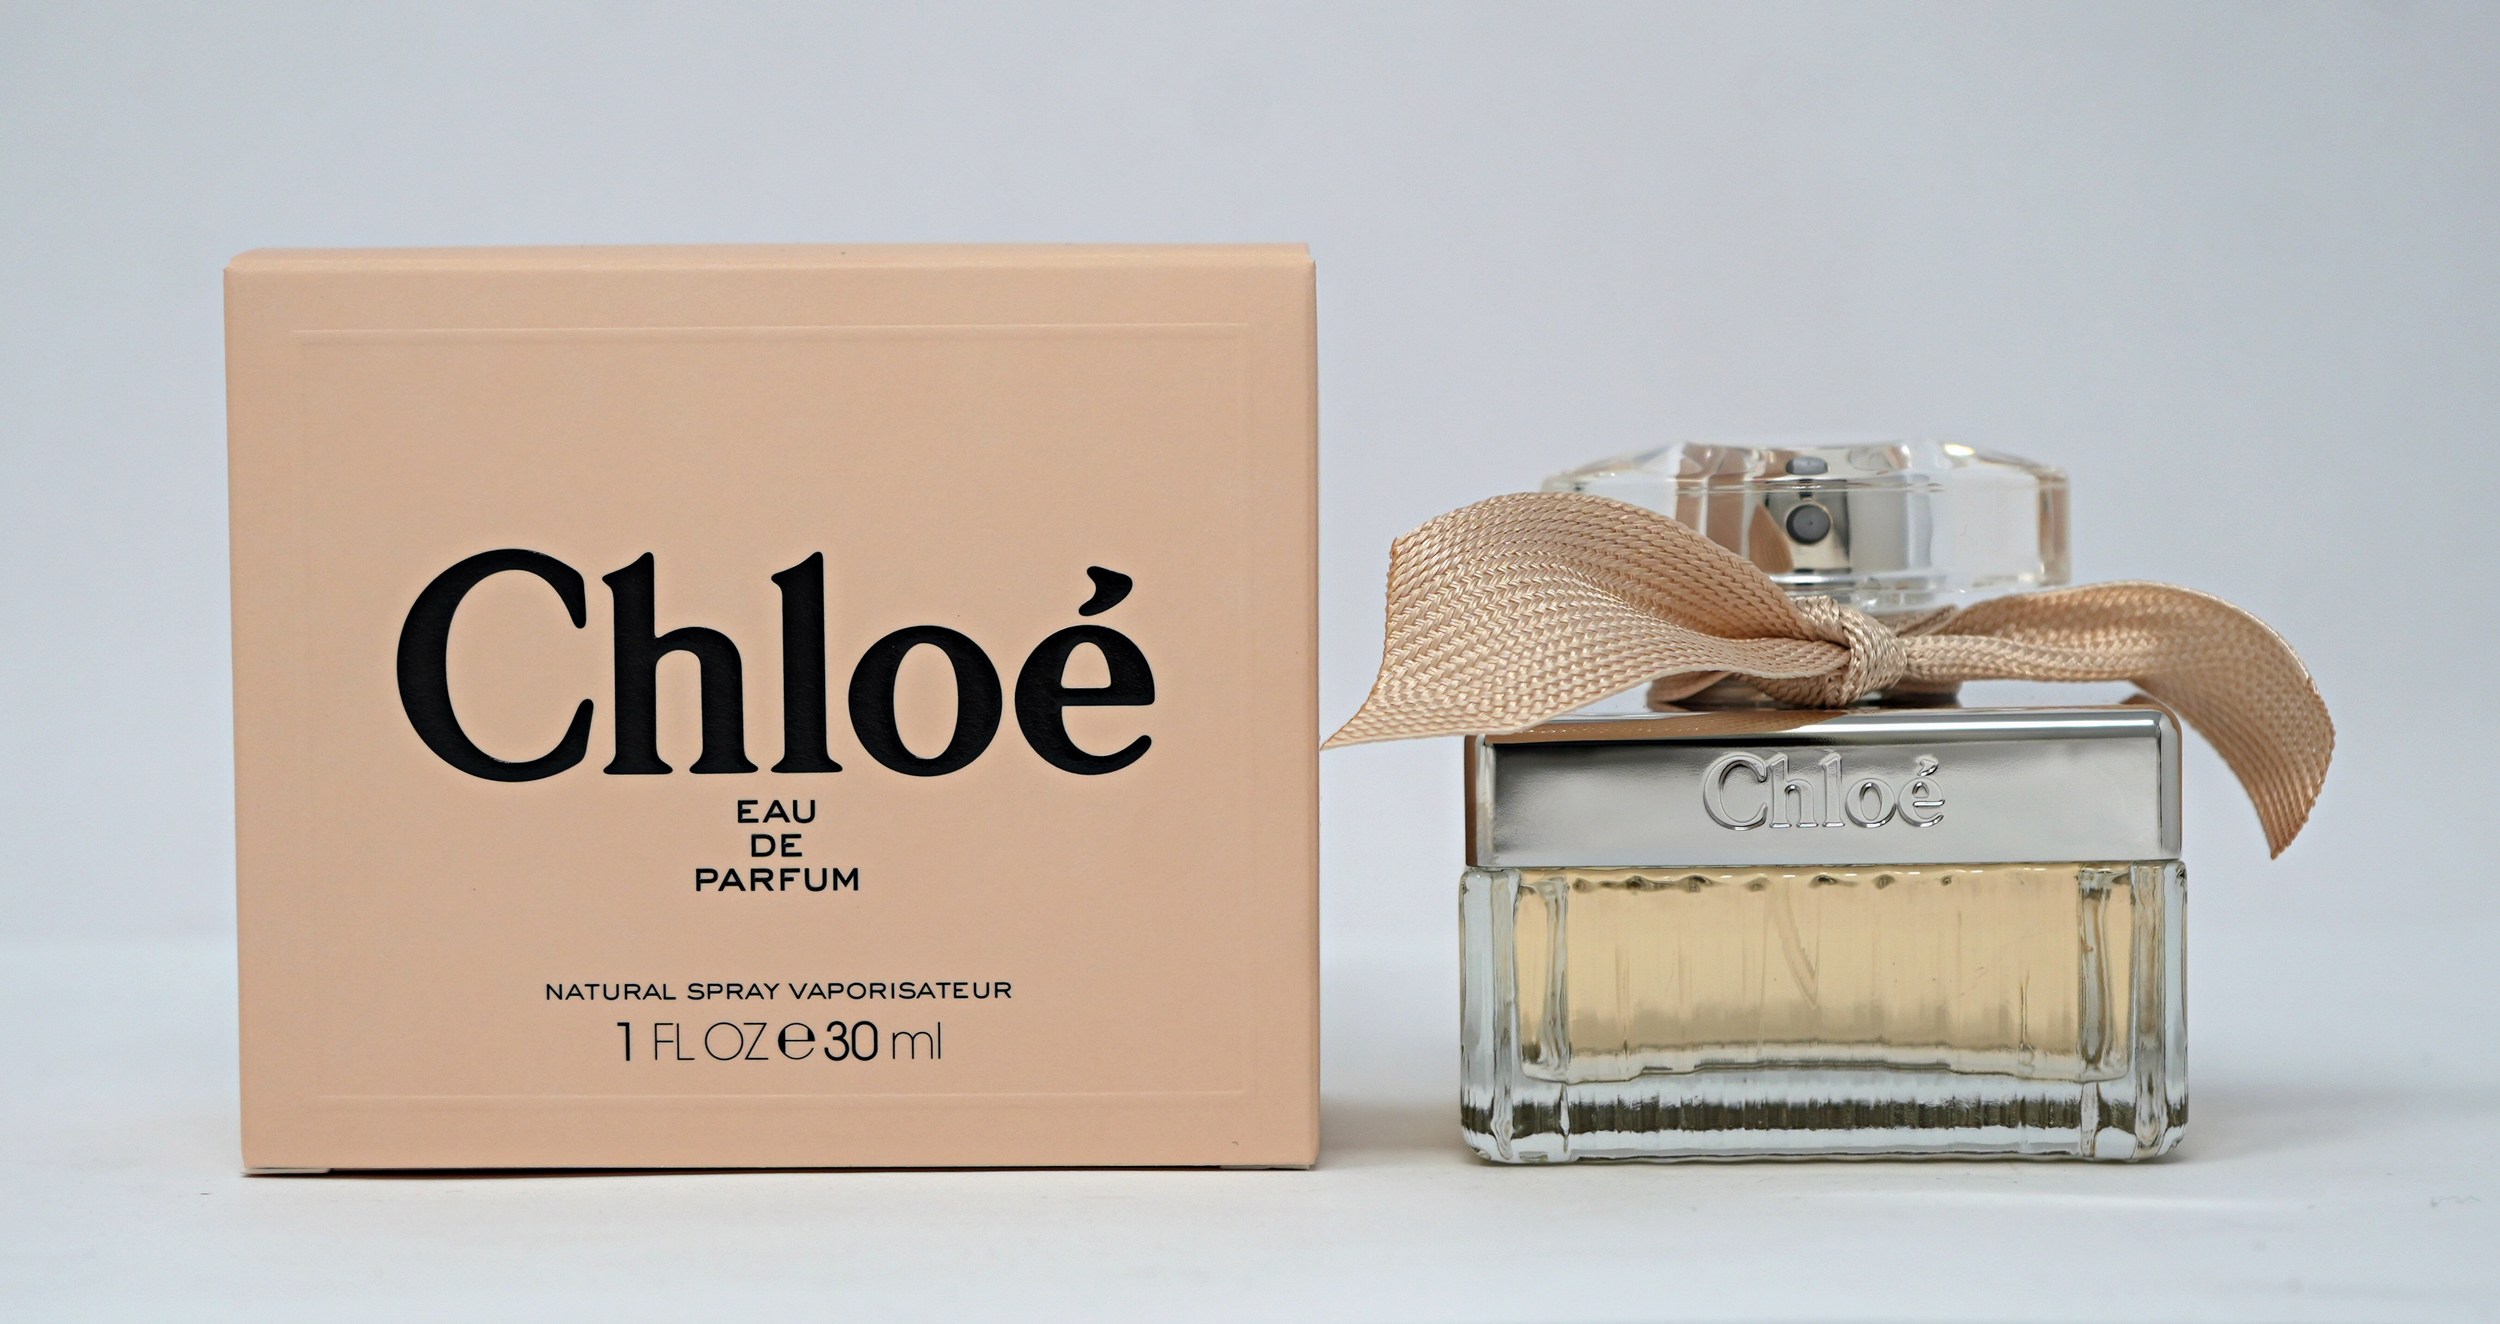 Chloé
EAU
DE
PARFUM
NATURAL SPRAY VAPORISATEUR
1 FL OZ ℮ 30 ml
Chloé